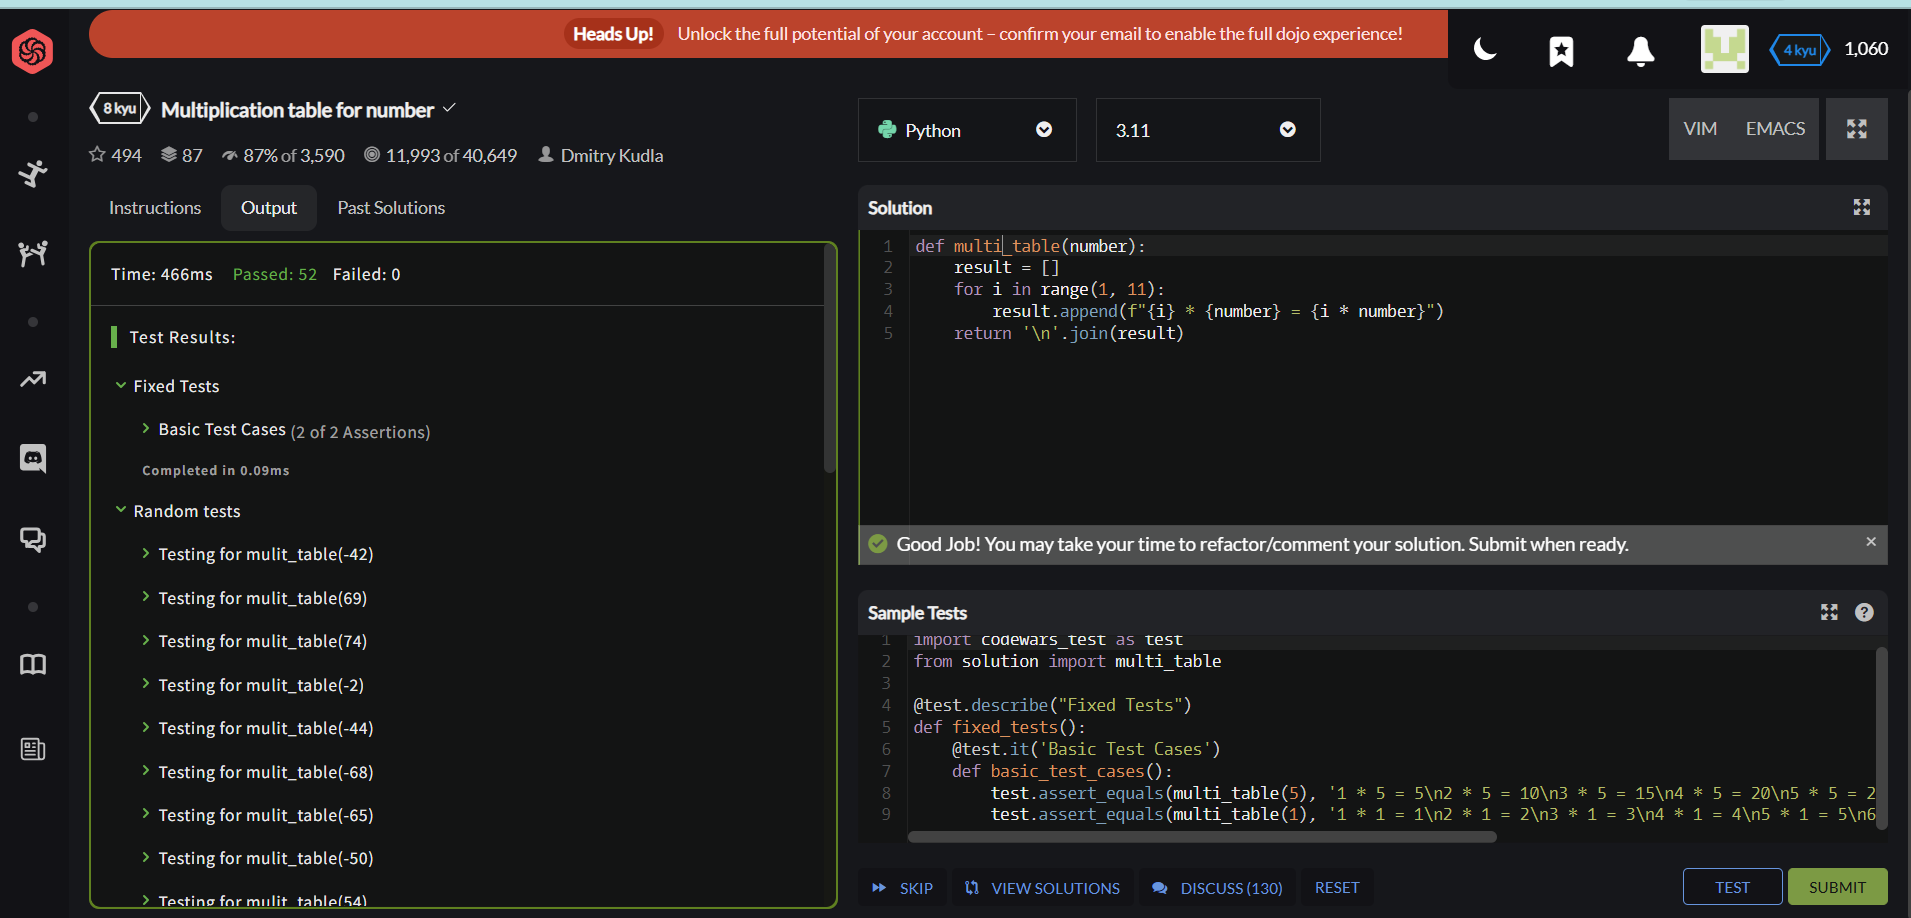 Heads Up! Unlock the full potential of your account – confirm your email to enable the full dojo experience!
4 kyu 1,060
8 kyu Multiplication table for number
494 87 87% of 3,590 11,993 of 40,649 Dmitry Kudla
Instructions Output Past Solutions
Time: 466ms Passed: 52 Failed: 0
Test Results:
Fixed Tests
Basic Test Cases (2 of 2 Assertions)
Completed in 0.09ms
Random tests
Testing for mulit_table(-42)
Testing for mulit_table(69)
Testing for mulit_table(74)
Testing for mulit_table(-2)
Testing for mulit_table(-44)
Testing for mulit_table(-68)
Testing for mulit_table(-65)
Testing for mulit_table(-50)
Testing for mulit_table(54)
Python 3.11 VIM EMACS
Solution
1 def multi_table(number):
2     result = []
3     for i in range(1, 11):
4         result.append(f"{i} * {number} = {i * number}")
5     return '\n'.join(result)
Good Job! You may take your time to refactor/comment your solution. Submit when ready. ×
Sample Tests
1 import codewars_test as test
2 from solution import multi_table
3
4 @test.describe("Fixed Tests")
5 def fixed_tests():
6     @test.it('Basic Test Cases')
7     def basic_test_cases():
8         test.assert_equals(multi_table(5), '1 * 5 = 5\n2 * 5 = 10\n3 * 5 = 15\n4 * 5 = 20\n5 * 5 = 2
9         test.assert_equals(multi_table(1), '1 * 1 = 1\n2 * 1 = 2\n3 * 1 = 3\n4 * 1 = 4\n5 * 1 = 5\n6
SKIP VIEW SOLUTIONS DISCUSS (130) RESET TEST SUBMIT